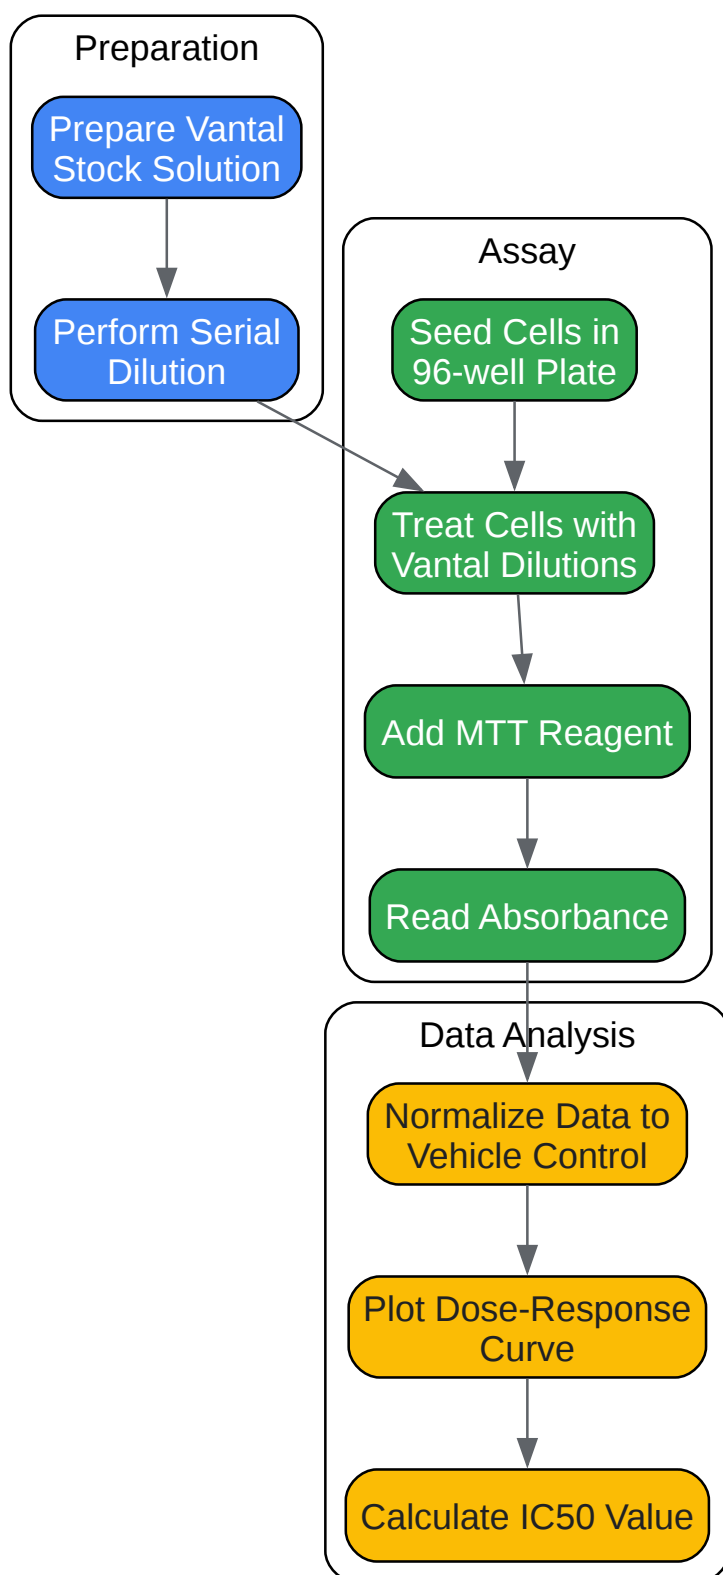 Preparation
Prepare Vantal
Stock Solution
Perform Serial
Dilution
Assay
Seed Cells in
96-well Plate
Treat Cells with
Vantal Dilutions
Add MTT Reagent
Read Absorbance
Data Analysis
Normalize Data to
Vehicle Control
Plot Dose-Response
Curve
Calculate IC50 Value